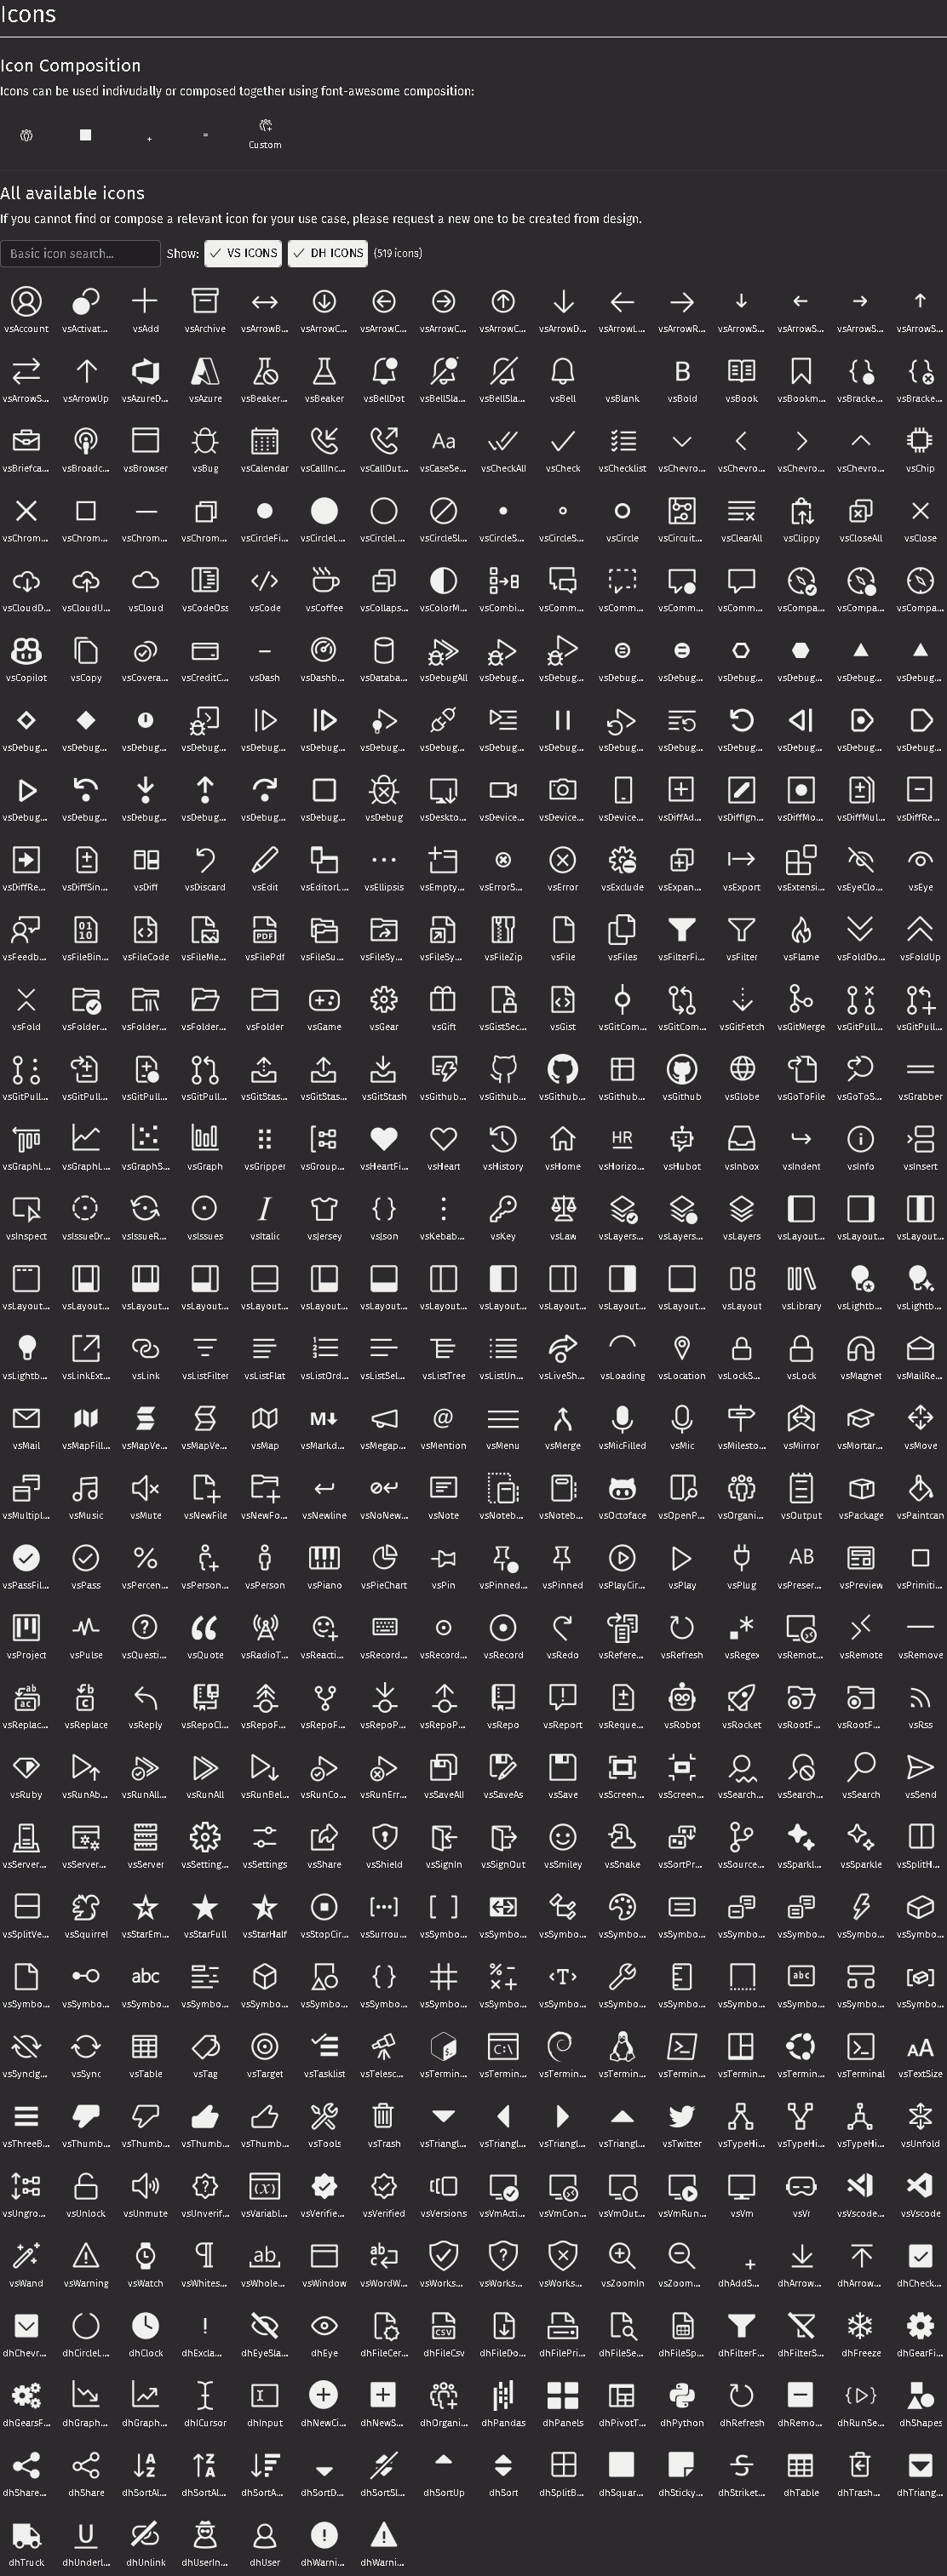 Icons
Icon Composition
Icons can be used indivudally or composed together using font-awesome composition:
+ =
Custom
All available icons
If you cannot find or compose a relevant icon for your use case, please request a new one to be created from design.
Basic icon search... Show: VS ICONS DH ICONS (519 icons)
vsAccount vsActivat... vsAdd vsArchive vsArrowB... vsArrowC... vsArrowC... vsArrowC... vsArrowC... vsArrowD... vsArrowL... vsArrowR... vsArrowS... vsArrowS... vsArrowS... vsArrowS...
vsArrowS... vsArrowUp vsAzureD... vsAzure vsBeaker... vsBeaker vsBellDot vsBellSla... vsBellSla... vsBell vsBlank vsBold vsBook vsBookm... vsBracke... vsBracke...
vsBriefca... vsBroadc... vsBrowser vsBug vsCalendar vsCallInc... vsCallOut... vsCaseSe... vsCheckAll vsCheck vsChecklist vsChevro... vsChevro... vsChevro... vsChevro... vsChip
vsChrom... vsChrom... vsChrom... vsChrom... vsCircleFi... vsCircleL... vsCircleL... vsCircleSl... vsCircleS... vsCircleS... vsCircle vsCircuit... vsClearAll vsClippy vsCloseAll vsClose
vsCloudD... vsCloudU... vsCloud vsCodeOss vsCode vsCoffee vsCollaps... vsColorM... vsCombi... vsComm... vsComm... vsComm... vsComm... vsCompa... vsCompa... vsCompa...
vsCopilot vsCopy vsCovera... vsCreditC... vsDash vsDashb... vsDataba... vsDebugAll vsDebug... vsDebug... vsDebug... vsDebug... vsDebug... vsDebug... vsDebug... vsDebug...
vsDebug... vsDebug... vsDebug... vsDebug... vsDebug... vsDebug... vsDebug... vsDebug... vsDebug... vsDebug... vsDebug... vsDebug... vsDebug... vsDebug... vsDebug... vsDebug...
vsDebug... vsDebug... vsDebug... vsDebug... vsDebug... vsDebug... vsDebug vsDeskto... vsDevice... vsDevice... vsDevice... vsDiffAd... vsDiffIgn... vsDiffMo... vsDiffMul... vsDiffRe...
vsDiffRe... vsDiffSin... vsDiff vsDiscard vsEdit vsEditorL... vsEllipsis vsEmpty... vsErrorS... vsError vsExclude vsExpan... vsExport vsExtensi... vsEyeClo... vsEye
vsFeedb... vsFileBin... vsFileCode vsFileMe... vsFilePdf vsFileSu... vsFileSy... vsFileSy... vsFileZip vsFile vsFiles vsFilterFi... vsFilter vsFlame vsFoldDo... vsFoldUp
vsFold vsFolder... vsFolder... vsFolder... vsFolder vsGame vsGear vsGift vsGistSec... vsGist vsGitCom... vsGitCom... vsGitFetch vsGitMerge vsGitPull... vsGitPull...
vsGitPull... vsGitPull... vsGitPull... vsGitPull... vsGitStas... vsGitStas... vsGitStash vsGithub... vsGithub... vsGithub... vsGithub... vsGithub vsGlobe vsGoToFile vsGoToS... vsGrabber
vsGraphL... vsGraphL... vsGraphS... vsGraph vsGripper vsGroup... vsHeartFi... vsHeart vsHistory vsHome vsHorizo... vsHubot vsInbox vsIndent vsInfo vsInsert
vsInspect vsIssueDr... vsIssueR... vsIssues vsItalic vsJersey vsJson vsKebab... vsKey vsLaw vsLayers... vsLayers... vsLayers vsLayout... vsLayout... vsLayout...
vsLayout... vsLayout... vsLayout... vsLayout... vsLayout... vsLayout... vsLayout... vsLayout... vsLayout... vsLayout... vsLayout... vsLayout... vsLayout vsLibrary vsLightb... vsLightb...
vsLightb... vsLinkExt... vsLink vsListFilter vsListFlat vsListOrd... vsListSel... vsListTree vsListUn... vsLiveSh... vsLoading vsLocation vsLockS... vsLock vsMagnet vsMailRe...
vsMail vsMapFill... vsMapVe... vsMapVe... vsMap vsMarkd... vsMegap... vsMention vsMenu vsMerge vsMicFilled vsMic vsMilesto... vsMirror vsMortar... vsMove
vsMultipl... vsMusic vsMute vsNewFile vsNewFo... vsNewline vsNoNew... vsNote vsNoteb... vsNoteb... vsOctoface vsOpenP... vsOrgani... vsOutput vsPackage vsPaintcan
vsPassFil... vsPass vsPercen... vsPerson... vsPerson vsPiano vsPieChart vsPin vsPinned... vsPinned vsPlayCir... vsPlay vsPlug vsPreser... vsPreview vsPrimiti...
vsProject vsPulse vsQuesti... vsQuote vsRadioT... vsReacti... vsRecord... vsRecord... vsRecord vsRedo vsRefere... vsRefresh vsRegex vsRemot... vsRemote vsRemove
vsReplac... vsReplace vsReply vsRepoCl... vsRepoF... vsRepoF... vsRepoP... vsRepoP... vsRepo vsReport vsReque... vsRobot vsRocket vsRootF... vsRootF... vsRss
vsRuby vsRunAb... vsRunAll... vsRunAll vsRunBel... vsRunCo... vsRunErr... vsSaveAll vsSaveAs vsSave vsScreen... vsScreen... vsSearch... vsSearch... vsSearch vsSend
vsServer... vsServer... vsServer vsSetting... vsSettings vsShare vsShield vsSignIn vsSignOut vsSmiley vsSnake vsSortPr... vsSource... vsSparkl... vsSparkle vsSplitH...
vsSplitVe... vsSquirrel vsStarEm... vsStarFull vsStarHalf vsStopCir... vsSurrou... vsSymbo... vsSymbo... vsSymbo... vsSymbo... vsSymbo... vsSymbo... vsSymbo... vsSymbo... vsSymbo...
vsSymbo... vsSymbo... vsSymbo... vsSymbo... vsSymbo... vsSymbo... vsSymbo... vsSymbo... vsSymbo... vsSymbo... vsSymbo... vsSymbo... vsSymbo... vsSymbo... vsSymbo... vsSymbo...
vsSyncIg... vsSync vsTable vsTag vsTarget vsTasklist vsTelesc... vsTermin... vsTermin... vsTermin... vsTermin... vsTermin... vsTermin... vsTermin... vsTerminal vsTextSize
vsThreeB... vsThumb... vsThumb... vsThumb... vsThumb... vsTools vsTrash vsTriangl... vsTriangl... vsTriangl... vsTriangl... vsTwitter vsTypeHi... vsTypeHi... vsTypeHi... vsUnfold
vsUngro... vsUnlock vsUnmute vsUnverif... vsVariabl... vsVerifie... vsVerified vsVersions vsVmActi... vsVmCon... vsVmOut... vsVmRun... vsVm vsVr vsVscode... vsVscode
vsWand vsWarning vsWatch vsWhites... vsWhole... vsWindow vsWordW... vsWorks... vsWorks... vsWorks... vsZoomIn vsZoom... dhAddS... dhArrow... dhArrow... dhCheck...
dhChevr... dhCircleL... dhClock dhExcla... dhEyeSla... dhEye dhFileCer... dhFileCsv dhFileDo... dhFilePri... dhFileSe... dhFileSp... dhFilterF... dhFilterS... dhFreeze dhGearFi...
dhGearsF... dhGraph... dhGraph... dhICursor dhInput dhNewCi... dhNewS... dhOrgani... dhPandas dhPanels dhPivotT... dhPython dhRefresh dhRemo... dhRunSe... dhShapes
dhShare... dhShare dhSortAl... dhSortAl... dhSortA... dhSortD... dhSortSl... dhSortUp dhSort dhSplitB... dhSquar... dhSticky... dhStriket... dhTable dhTrash... dhTriang...
dhTruck dhUnderl... dhUnlink dhUserIn... dhUser dhWarni... dhWarni...